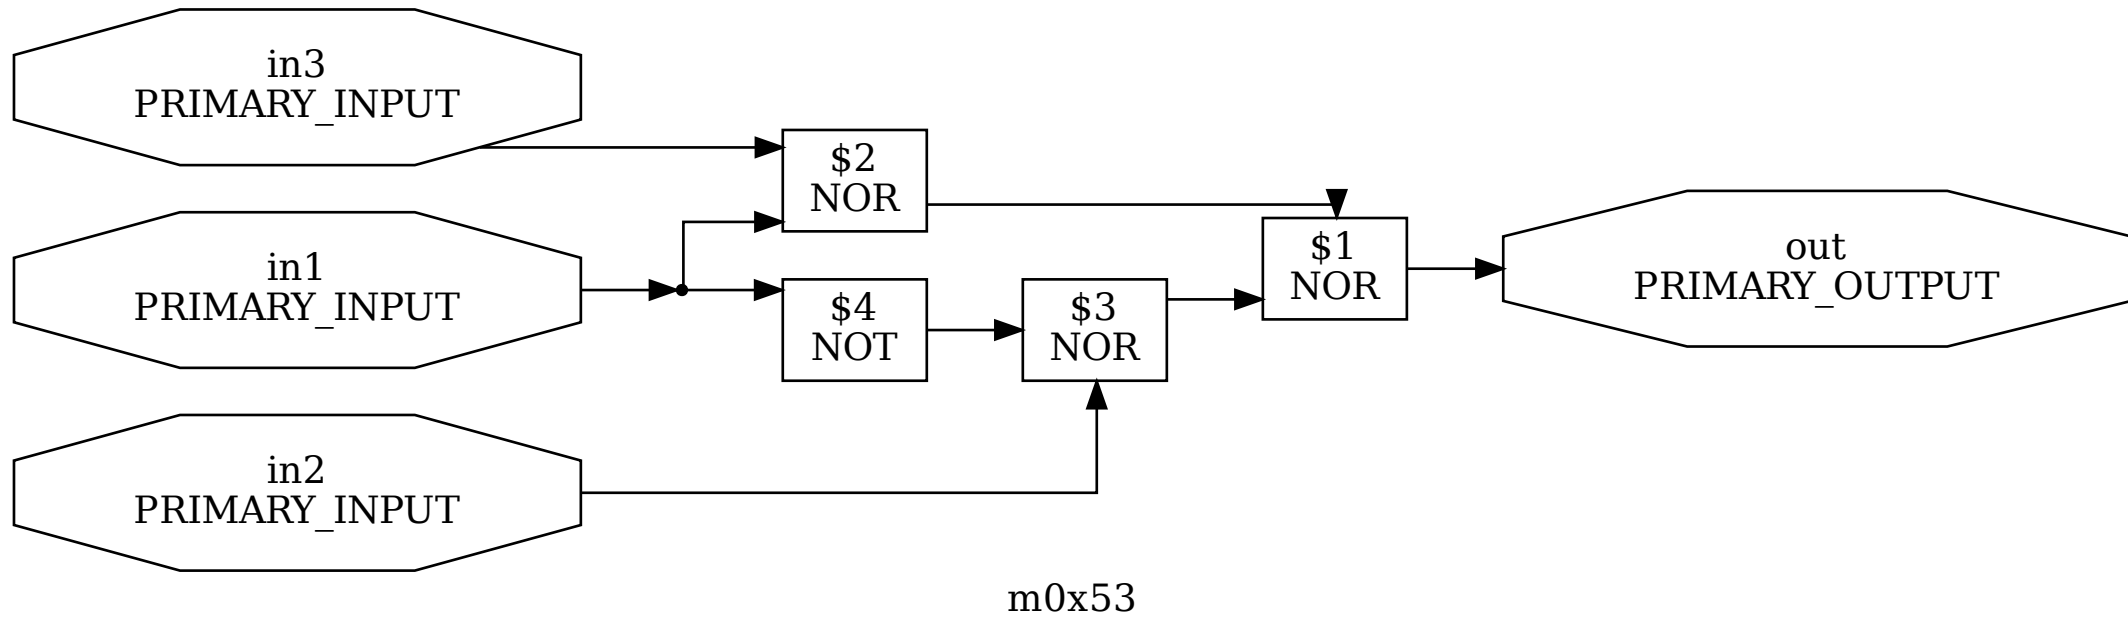 in3
PRIMARY_INPUT
$2
NOR
in1
PRIMARY_INPUT
$4
NOT
$3
NOR
$1
NOR
out
PRIMARY_OUTPUT
in2
PRIMARY_INPUT
m0x53